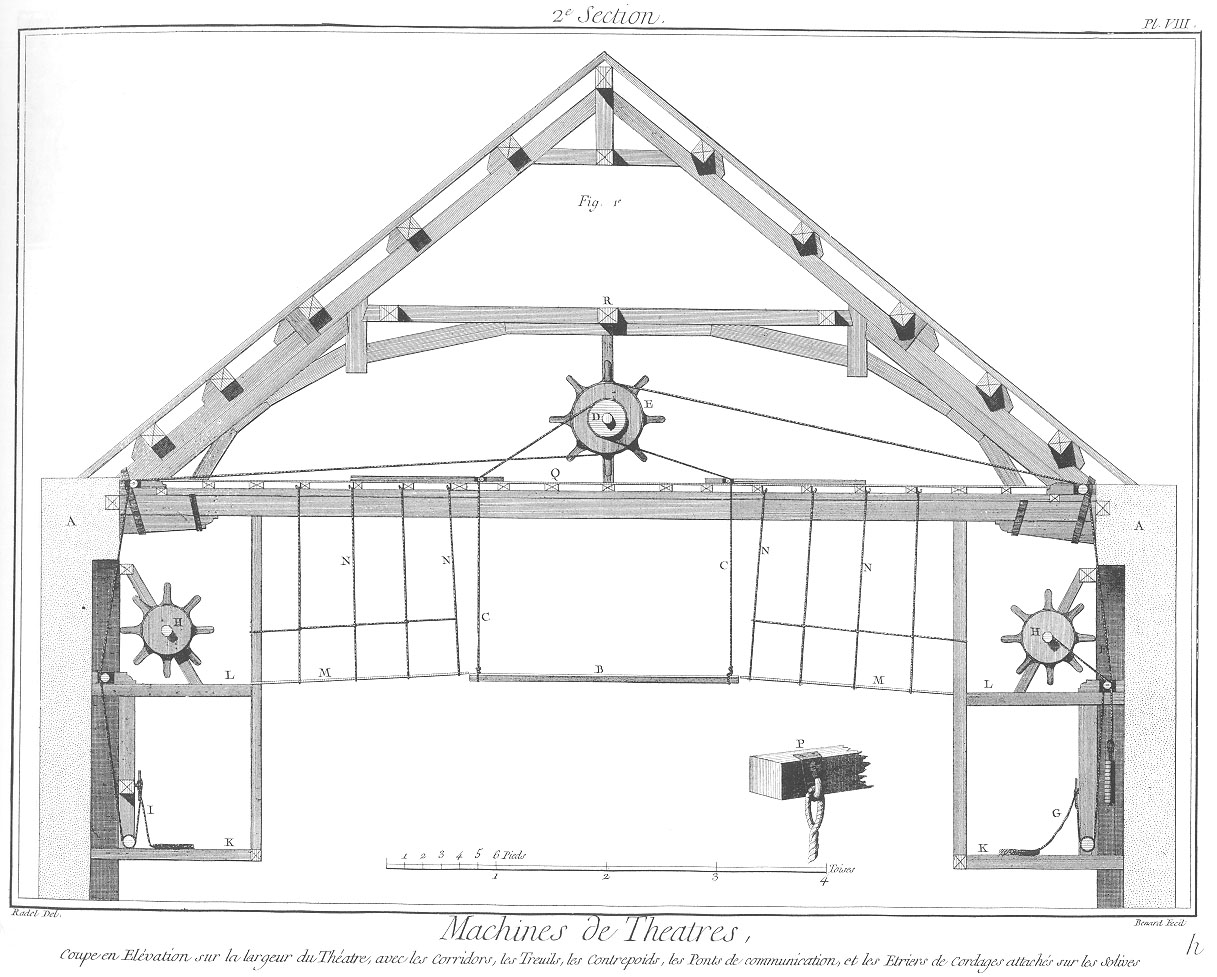 2e Section.
Pl. VIII.
Fig. 1e
R
D
E
Q
A
A
N
N
C
N
N
C
H
H
F
L
M
B
M
L
P
I
G
K
K
1 2 3 4 5 6 Pieds
Toises
1 2 3 4
Radel Del.
Benard Fecit
Machines de Theatres,
Coupe en Elévation sur la largeur du Théatre, avec les Corridors, les Treuils, les Contrepoids, les Ponts de communication, et les Etriers de Cordages attachés sur les Solives
h